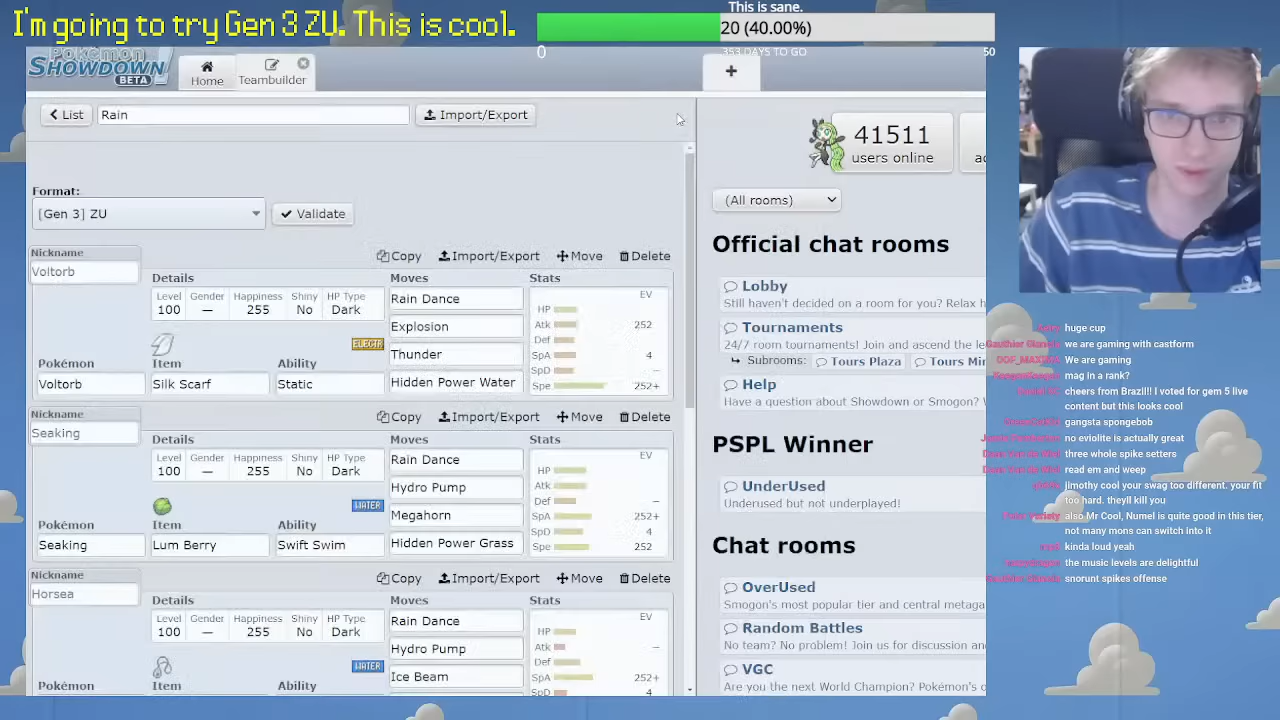 I'm going to try Gen 3 ZU. This is cool.
This is sane.
20 (40.00%)
0
353 DAYS TO GO
50
Pokémon
SHOWDOWN
BETA
Home
Teambuilder
+
List
Rain
Import/Export
41511
users online
(All rooms)
Format:
[Gen 3] ZU
Validate
Official chat rooms
Lobby
Still haven't decided on a room for you? Relax h
Tournaments
24/7 room tournaments! Join and ascend the le
Subrooms:
Tours Plaza
Tours Min
Help
Have a question about Showdown or Smogon? W
PSPL Winner
UnderUsed
Underused but not underplayed!
Chat rooms
OverUsed
Smogon's most popular tier and central metaga
Random Battles
No team? No problem! Join us for discussion an
VGC
Are you the next World Champion? Pokémon's o
Nickname
Voltorb
Copy Import/Export Move Delete
Details
Moves
Stats
Level Gender Happiness Shiny HP Type
100 — 255 No Dark
Rain Dance
Explosion
Thunder
Hidden Power Water
EV
HP
Atk 252
Def
SpA 4
SpD –
Spe 252+
ELECTR
Pokémon Item Ability
Voltorb Silk Scarf Static
Nickname
Seaking
Copy Import/Export Move Delete
Details
Moves
Stats
Level Gender Happiness Shiny HP Type
100 — 255 No Dark
Rain Dance
Hydro Pump
Megahorn
Hidden Power Grass
EV
HP
Atk
Def –
SpA 252+
SpD 4
Spe 252
WATER
Pokémon Item Ability
Seaking Lum Berry Swift Swim
Nickname
Horsea
Copy Import/Export Move Delete
Details
Moves
Stats
Level Gender Happiness Shiny HP Type
100 — 255 No Dark
Rain Dance
Hydro Pump
Ice Beam
EV
HP
Atk –
Def
SpA 252+
SpD 4
WATER
Pokémon Item Ability
huge cup
we are gaming with castform
We are gaming
mag in a rank?
cheers from Brazil!!! I voted for gem 5 live
content but this looks cool
gangsta spongebob
no eviolite is actually great
three whole spike setters
read em and weep
jimothy cool your swag too different. your fit
too hard. theyll kill you
also Mr Cool, Numel is quite good in this tier,
not many mons can switch into it
kinda loud yeah
the music levels are delightful
snorunt spikes offense